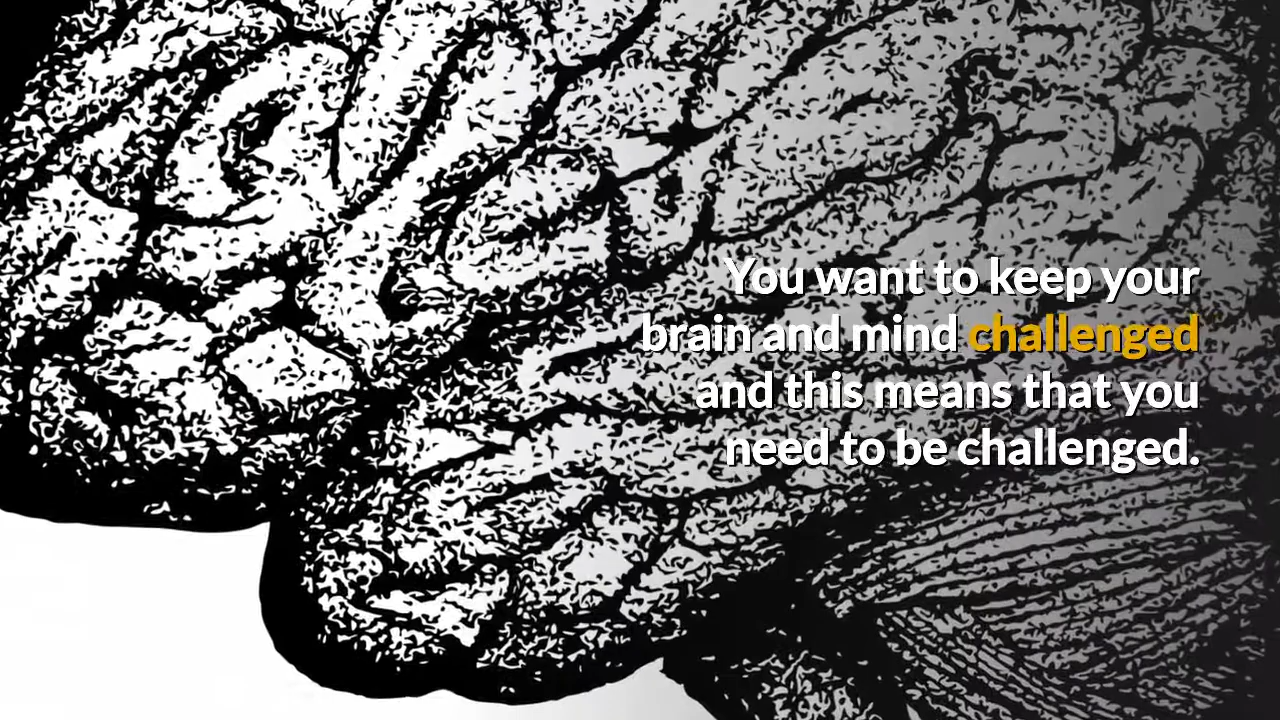 You want to keep your
brain and mind challenged
and this means that you
need to be challenged.